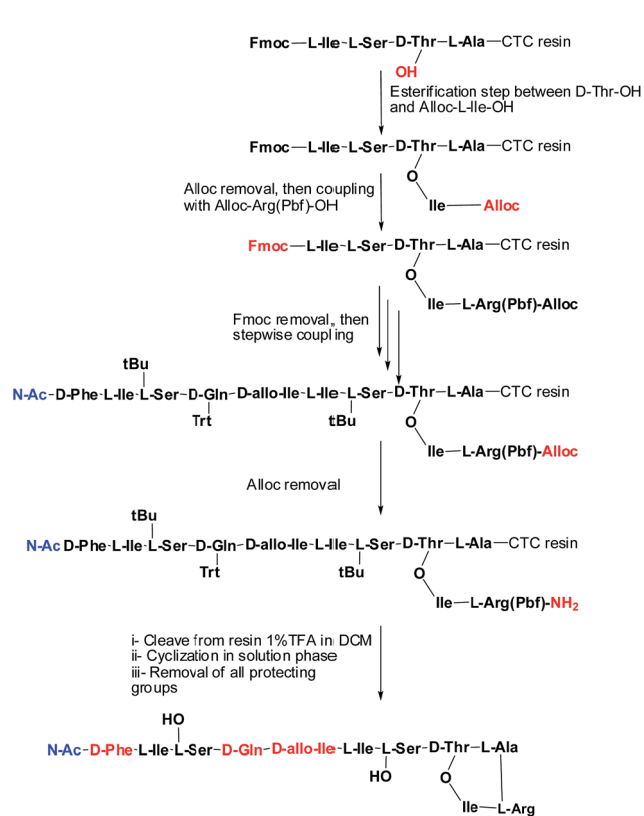 Fmoc—L-Ile-L-Ser-D-Thr-L-Ala—CTC resin
OH
Esterification step between D-Thr-OH
and Alloc-L-Ile-OH
Fmoc—L-Ile-L-Ser-D-Thr-L-Ala—CTC resin
O
Alloc removal, then coupling
with Alloc-Arg(Pbf)-OH
Ile—Alloc
Fmoc—L-Ile-L-Ser-D-Thr-L-Ala—CTC resin
O
Ile—L-Arg(Pbf)-Alloc
Fmoc removal, then
stepwise coupling
tBu
N-Ac-D-Phe-L-Ile-L-Ser-D-Gln-D-allo-Ile-L-Ile-L-Ser-D-Thr-L-Ala—CTC resin
Trt tBu O
Ile—L-Arg(Pbf)-Alloc
Alloc removal
tBu
N-Ac D-Phe-L-Ile-L-Ser-D-Gln-D-allo-Ile-L-Ile-L-Ser-D-Thr-L-Ala—CTC resin
Trt tBu O
Ile—L-Arg(Pbf)-NH2
i- Cleave from resin 1%TFA in DCM
ii- Cyclization in solution phase
iii- Removal of all protecting
groups
HO
N-Ac-D-Phe-L-Ile-L-Ser-D-Gln-D-allo-Ile-L-Ile-L-Ser-D-Thr-L-Ala
HO O
Ile—L-Arg